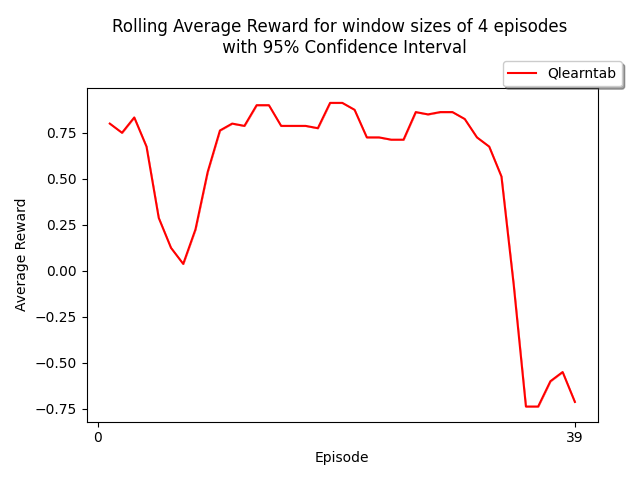 Rolling Average Reward for window sizes of 4 episodes
with 95% Confidence Interval
Qlearntab
0.75
0.50
0.25
0.00
−0.25
−0.50
−0.75
Average Reward
0
39
Episode